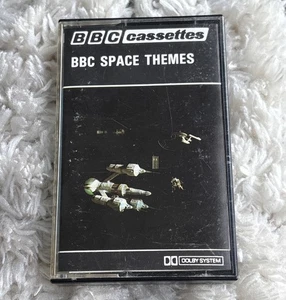 BBC cassettes
BBC SPACE THEMES
DOLBY SYSTEM